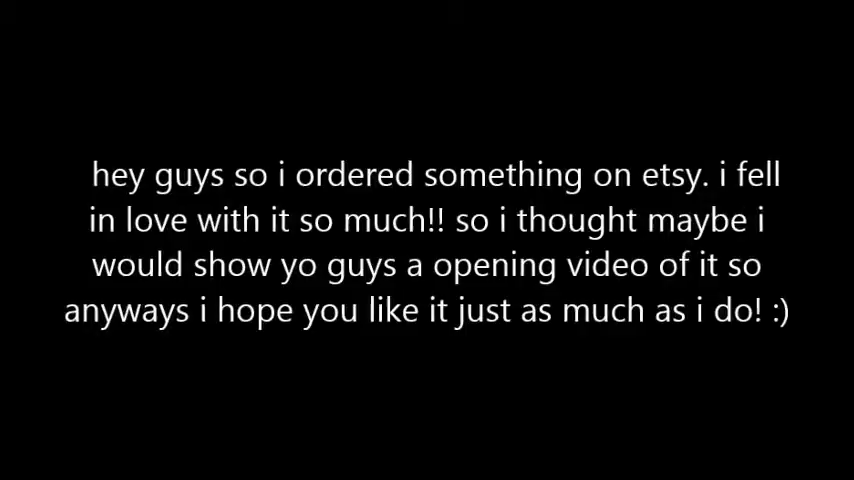 hey guys so i ordered something on etsy. i fell
in love with it so much!! so i thought maybe i
would show yo guys a opening video of it so
anyways i hope you like it just as much as i do! :)